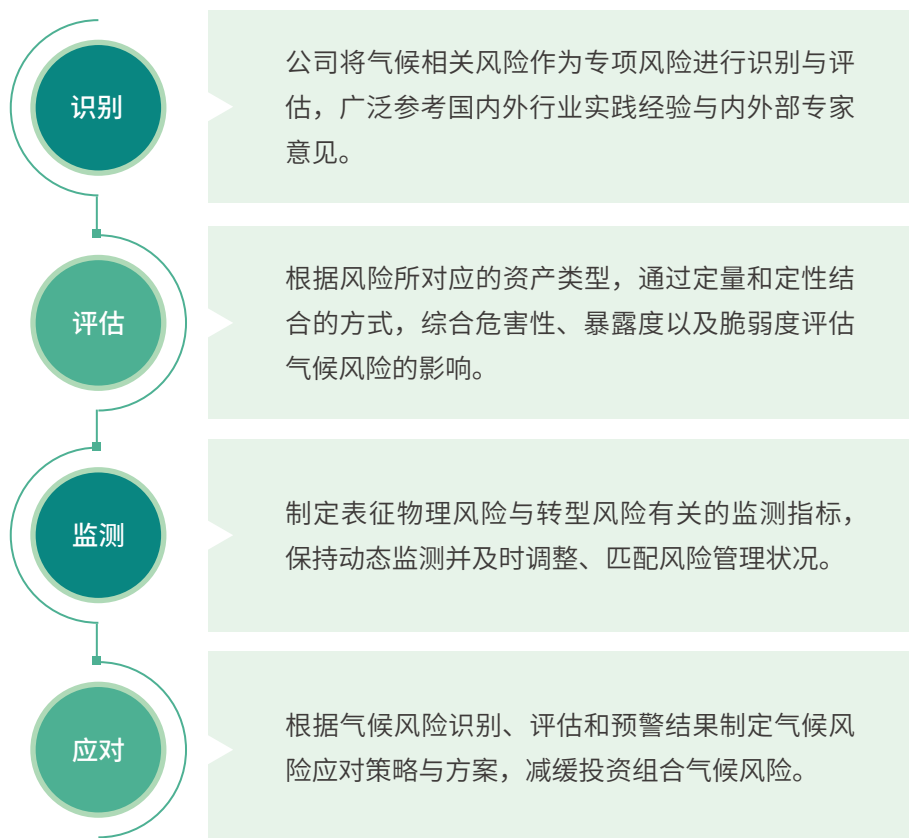 识别
公司将气候相关风险作为专项风险进行识别与评
估，广泛参考国内外行业实践经验与内外部专家
意见。
评估
根据风险所对应的资产类型，通过定量和定性结
合的方式，综合危害性、暴露度以及脆弱度评估
气候风险的影响。
监测
制定表征物理风险与转型风险有关的监测指标，
保持动态监测并及时调整、匹配风险管理状况。
应对
根据气候风险识别、评估和预警结果制定气候风
险应对策略与方案，减缓投资组合气候风险。